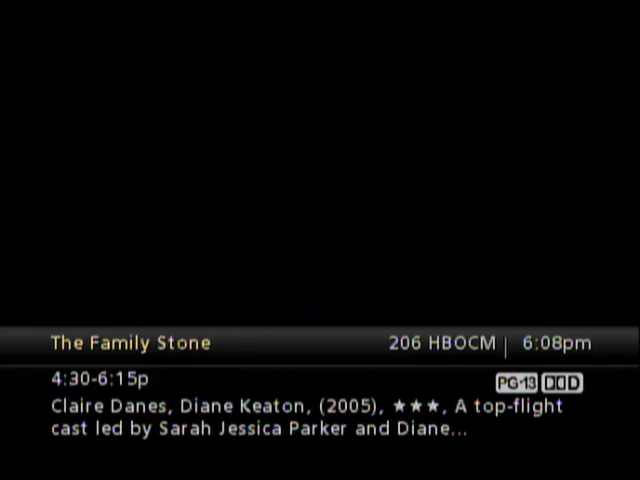 The Family Stone 206 HBOCM | 6:08pm
4:30-6:15p PG-13 DDD
Claire Danes, Diane Keaton, (2005), ★★★, A top-flight
cast led by Sarah Jessica Parker and Diane...